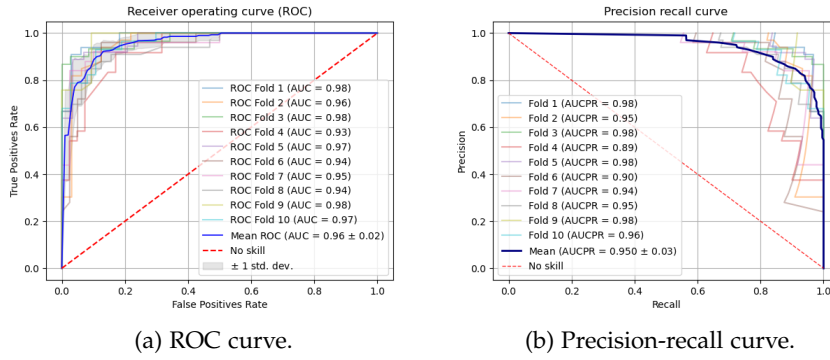 Receiver operating curve (ROC)
True Positives Rate
1.0
0.8
0.6
0.4
0.2
0.0
ROC Fold 1 (AUC = 0.98)
ROC Fold 2 (AUC = 0.96)
ROC Fold 3 (AUC = 0.98)
ROC Fold 4 (AUC = 0.93)
ROC Fold 5 (AUC = 0.97)
ROC Fold 6 (AUC = 0.94)
ROC Fold 7 (AUC = 0.95)
ROC Fold 8 (AUC = 0.94)
ROC Fold 9 (AUC = 0.98)
ROC Fold 10 (AUC = 0.97)
Mean ROC (AUC = 0.96 ± 0.02)
No skill
± 1 std. dev.
0.0 0.2 0.4 0.6 0.8 1.0
False Positives Rate
(a) ROC curve.
Precision recall curve
Precision
1.0
0.8
0.6
0.4
0.2
0.0
Fold 1 (AUCPR = 0.98)
Fold 2 (AUCPR = 0.95)
Fold 3 (AUCPR = 0.98)
Fold 4 (AUCPR = 0.89)
Fold 5 (AUCPR = 0.98)
Fold 6 (AUCPR = 0.90)
Fold 7 (AUCPR = 0.94)
Fold 8 (AUCPR = 0.95)
Fold 9 (AUCPR = 0.98)
Fold 10 (AUCPR = 0.96)
Mean (AUCPR = 0.950 ± 0.03)
No skill
0.0 0.2 0.4 0.6 0.8 1.0
Recall
(b) Precision-recall curve.